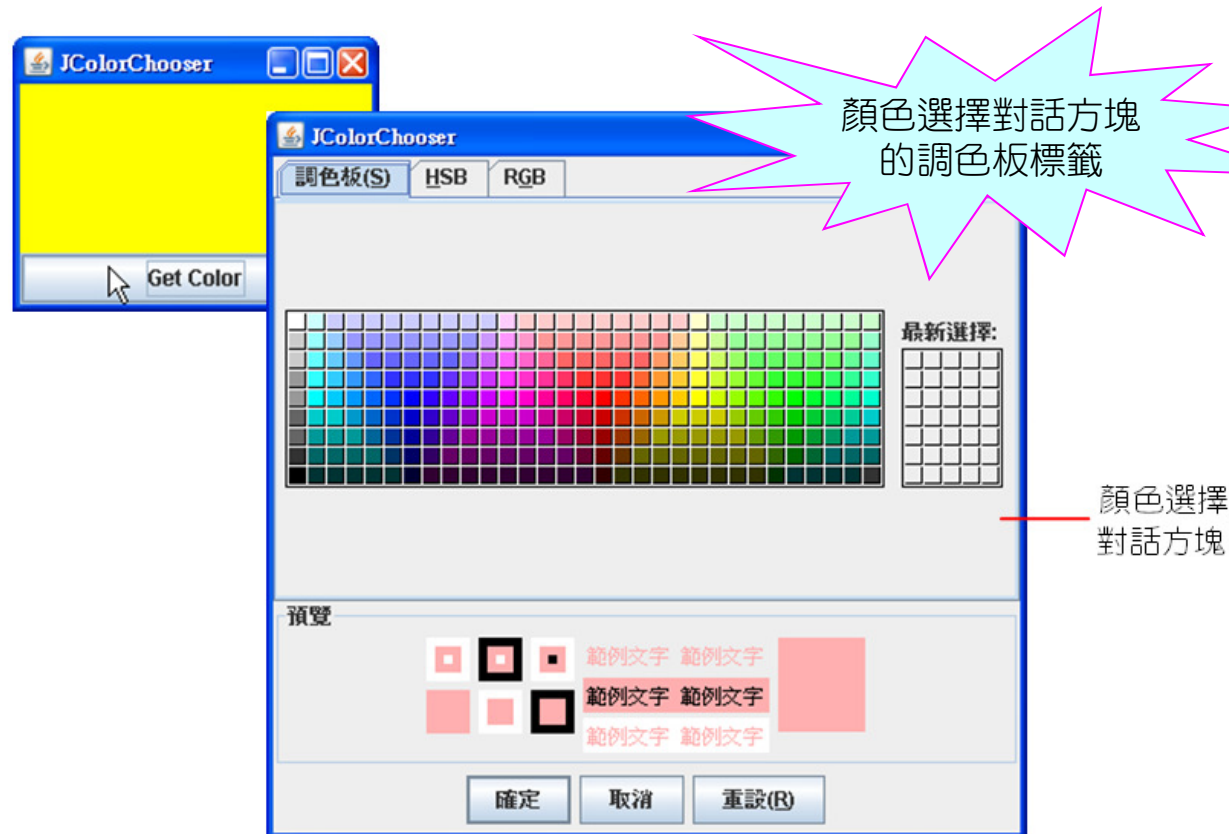 JColorChooser
Get Color
JColorChooser
調色板(S) HSB RGB
顏色選擇對話方塊
的調色板標籤
最新選擇:
顏色選擇
對話方塊
預覽
範例文字 範例文字
範例文字 範例文字
範例文字 範例文字
確定 取消 重設(R)